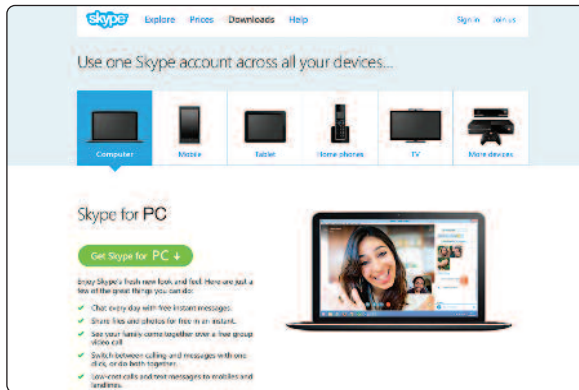 skype Explore Prices Downloads Help Sign in Join us
Use one Skype account across all your devices...
Computer Mobile Tablet Home phones TV More devices
Skype for PC
Get Skype for PC ↓
Enjoy Skype's fresh new look and feel. Here are just a
few of the great things you can do:
✓ Chat every day with free instant messages.
✓ Share files and photos for free in an instant.
✓ See your family come together over a free group
video call.
✓ Switch between calling and messages with one
click, or do both together.
✓ Low-cost calls and text messages to mobiles and
landlines.